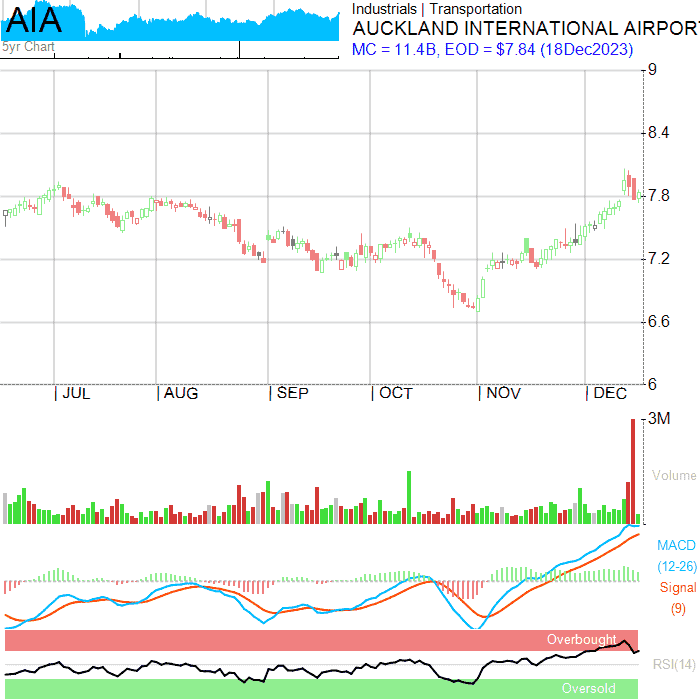 AIA
5yr Chart
Industrials | Transportation
AUCKLAND INTERNATIONAL AIRPORT
MC = 11.4B, EOD = $7.84 (18Dec2023)
9
8.4
7.8
7.2
6.6
6
JUL AUG SEP OCT NOV DEC
3M
Volume
MACD
(12-26)
Signal
(9)
Overbought
RSI(14)
Oversold